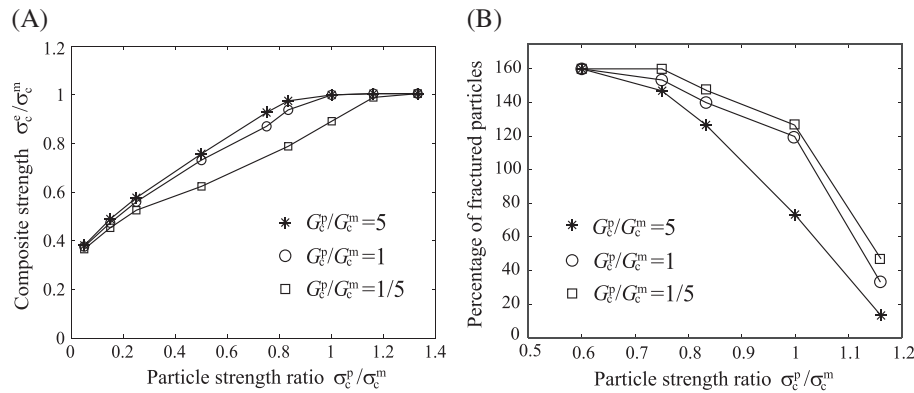 (A)
1.2
1
0.8
0.6
0.4
0.2
0
0 0.2 0.4 0.6 0.8 1 1.2 1.4
Composite strength σ_c^e/σ_c^m
Particle strength ratio σ_c^p/σ_c^m
G_c^p/G_c^m=5
G_c^p/G_c^m=1
G_c^p/G_c^m=1/5
(B)
160
140
120
100
160
40
60
20
0
0.5 0.6 0.7 0.8 0.9 1 1.1 1.2
Percentage of fractured particles
Particle strength ratio σ_c^p/σ_c^m
G_c^p/G_c^m=5
G_c^p/G_c^m=1
G_c^p/G_c^m=1/5